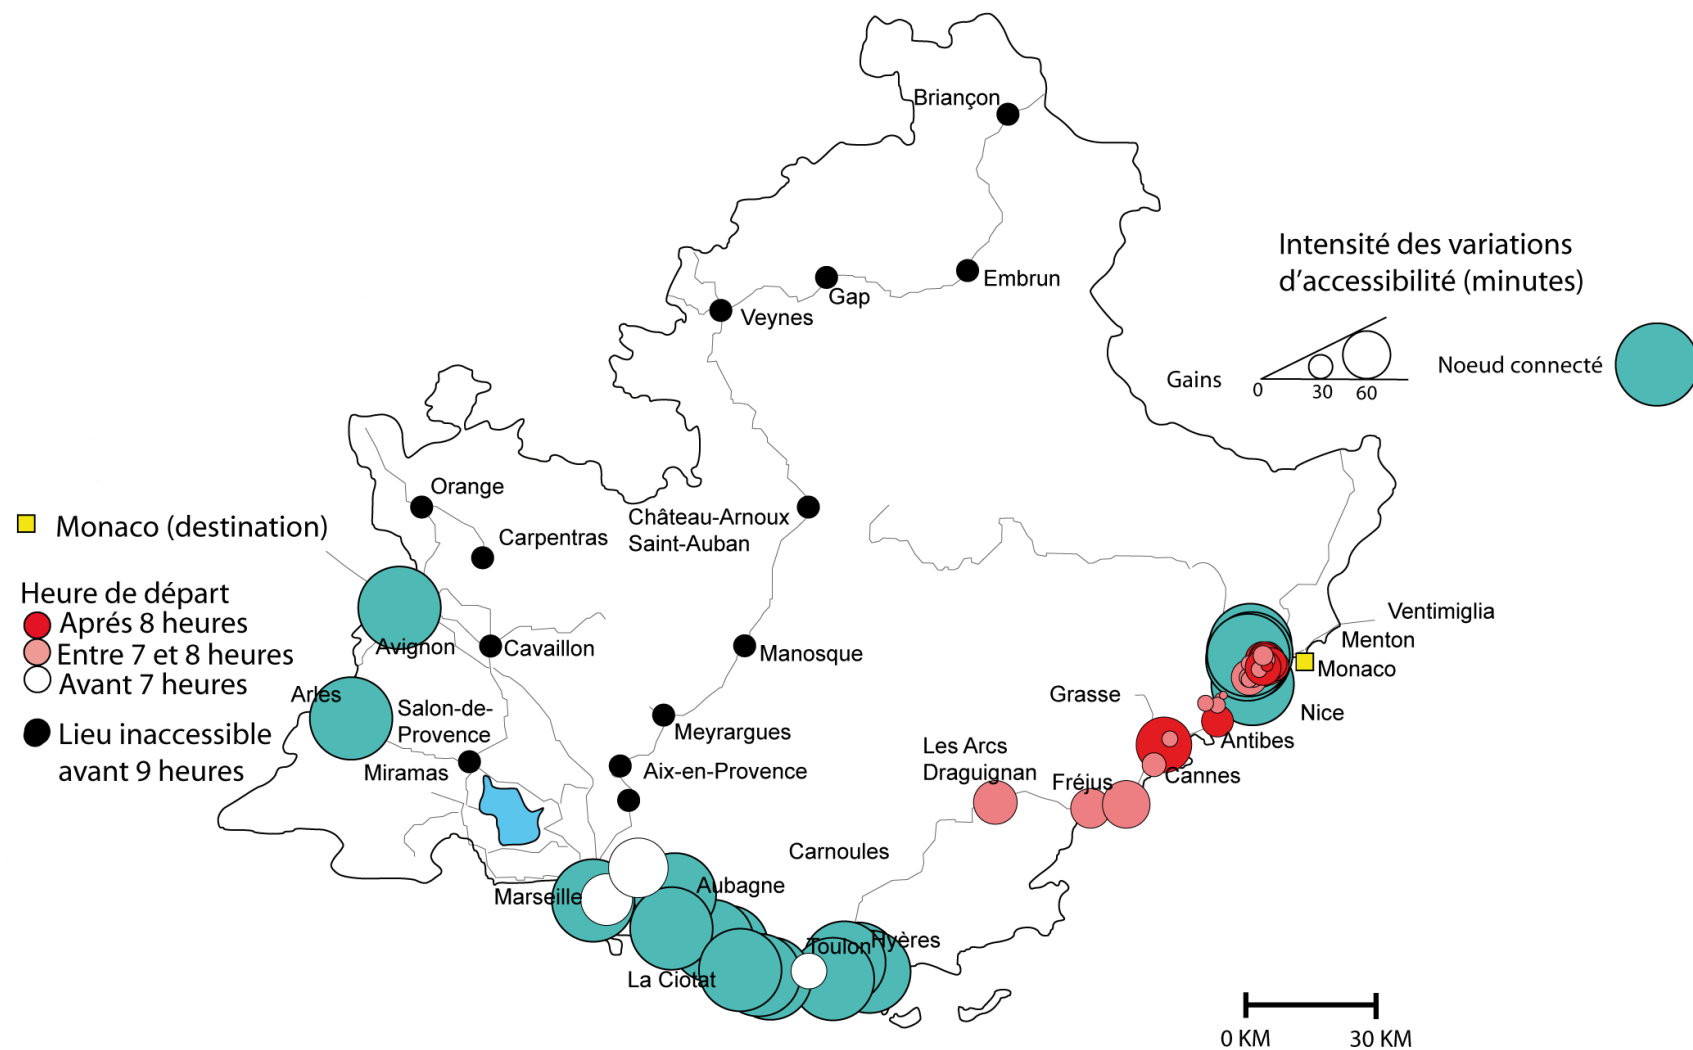 Briançon
Embrun
Gap
Veynes
Intensité des variations
d’accessibilité (minutes)
Gains
0
30
60
Noeud connecté
Orange
Carpentras
Château-Arnoux
Saint-Auban
Monaco (destination)
Heure de départ
Aprés 8 heures
Entre 7 et 8 heures
Avant 7 heures
Lieu inaccessible
avant 9 heures
Avignon
Cavaillon
Manosque
Arles
Salon-de-
Provence
Miramas
Meyrargues
Aix-en-Provence
Ventimiglia
Menton
Monaco
Grasse
Nice
Antibes
Les Arcs
Draguignan
Fréjus
Cannes
Carnoules
Marseille
Aubagne
Toulon
Hyères
La Ciotat
0 KM
30 KM